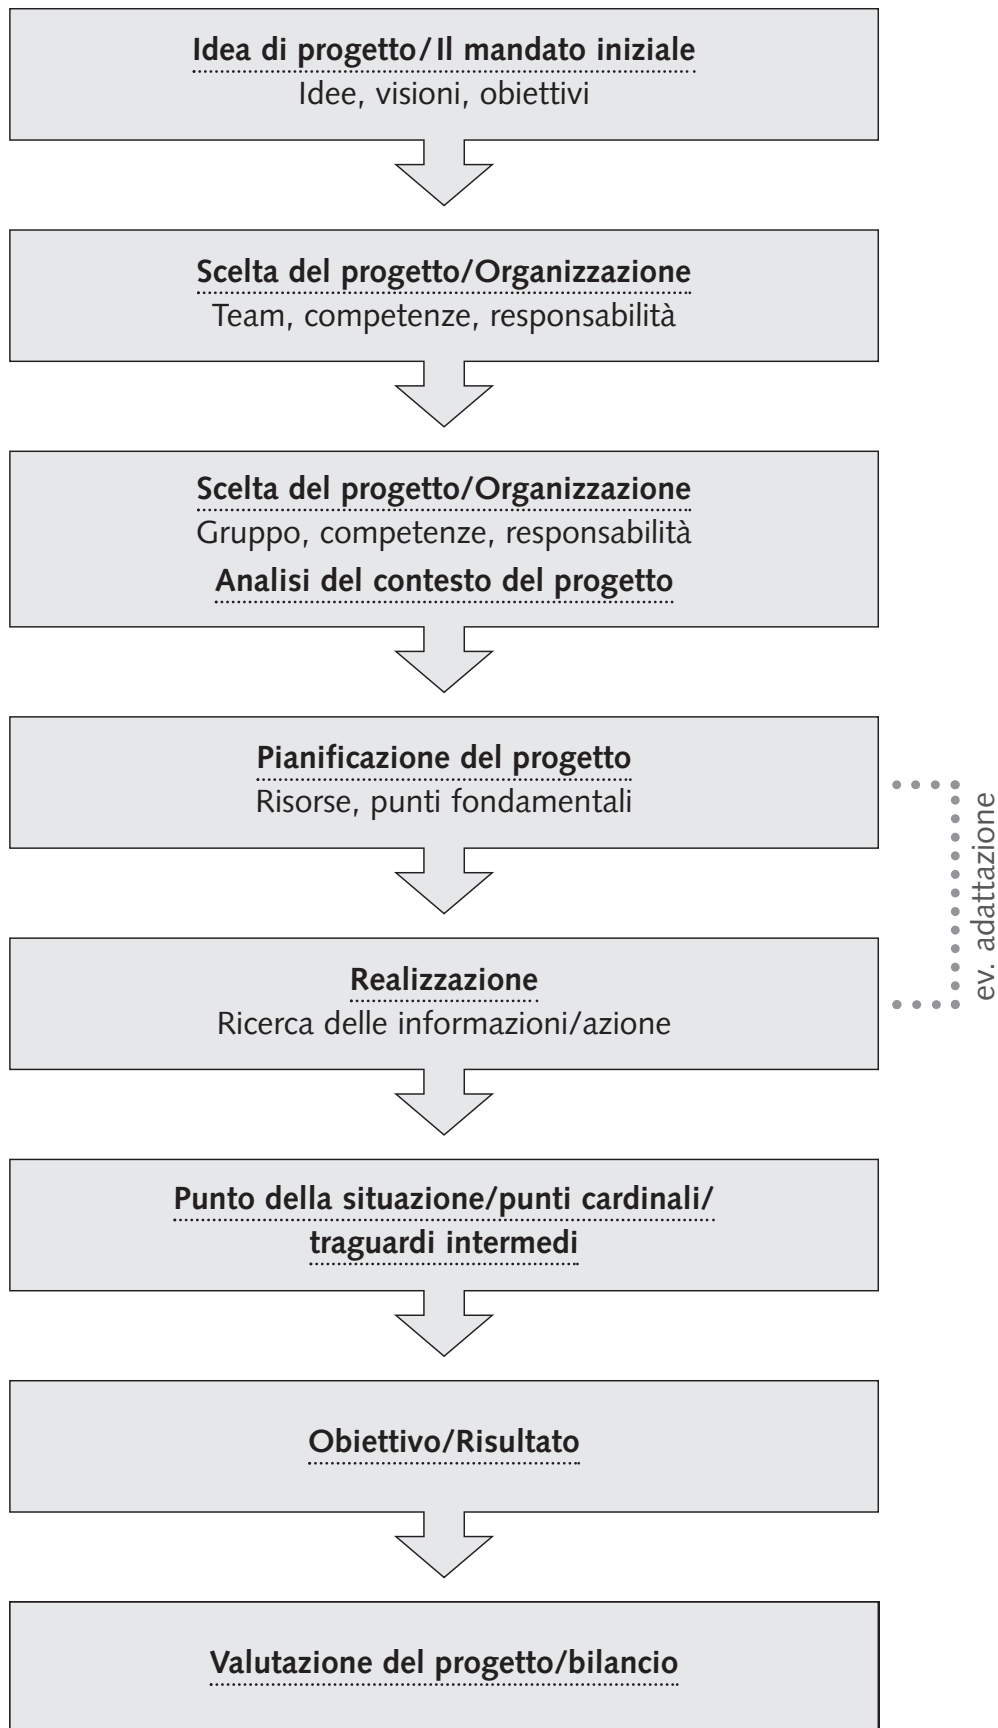 Idea di progetto/Il mandato iniziale
Idee, visioni, obiettivi
Scelta del progetto/Organizzazione
Team, competenze, responsabilità
Scelta del progetto/Organizzazione
Gruppo, competenze, responsabilità
Analisi del contesto del progetto
Pianificazione del progetto
Risorse, punti fondamentali
ev. adattazione
Realizzazione
Ricerca delle informazioni/azione
Punto della situazione/punti cardinali/
traguardi intermedi
Obiettivo/Risultato
Valutazione del progetto/bilancio